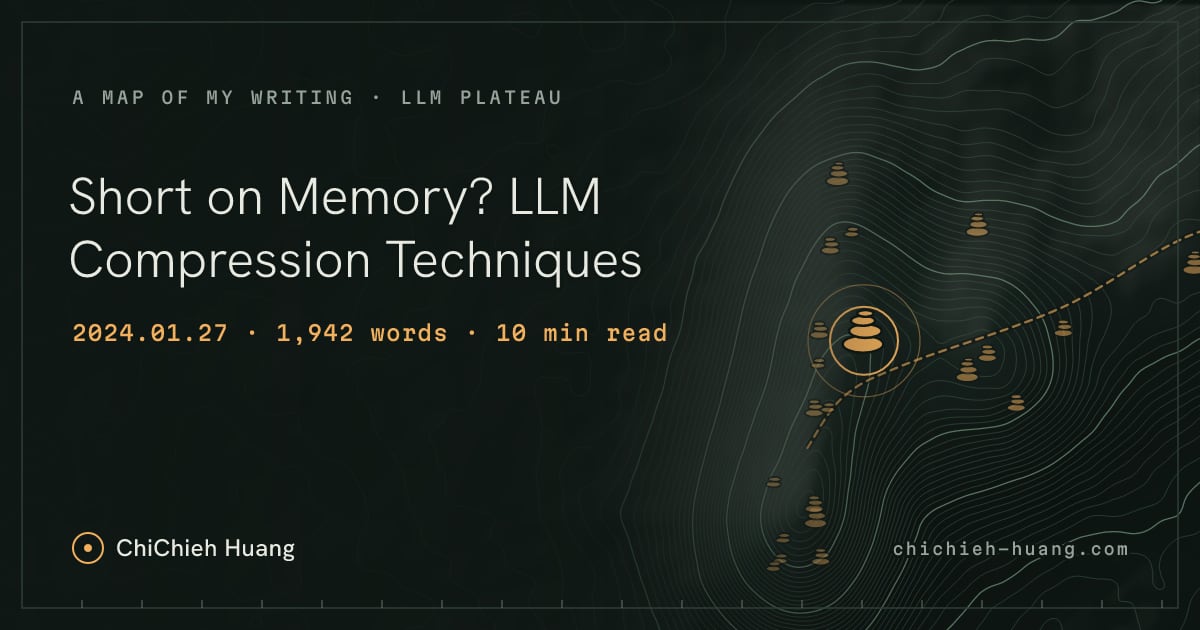 A MAP OF MY WRITING · LLM PLATEAU
Short on Memory? LLM
Compression Techniques
2024.01.27 · 1,942 words · 10 min read
ChiChieh Huang
chichieh-huang.com